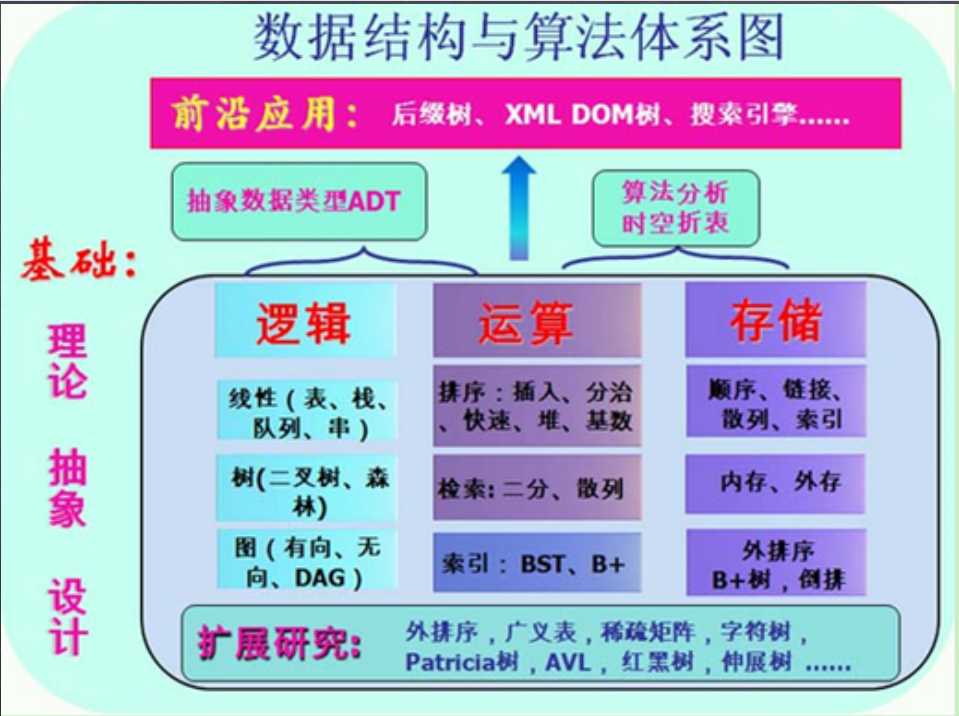 数据结构与算法体系图
前沿应用： 后缀树、 XML DOM树、搜索引擎……
抽象数据类型ADT
算法分析
时空折衷
基础：
理论
抽象
设计
逻辑
运算
存储
线性（表、栈、
队列、串）
排序：插入、分治
、快速、堆、基数
顺序、链接、
散列、索引
树(二叉树、森
林)
检索: 二分、散列
内存、外存
图（有向、无
向、DAG）
索引： BST、B+
外排序
B+树，倒排
扩展研究:
外排序，广义表，稀疏矩阵，字符树，
Patricia树，AVL， 红黑树，伸展树 ……